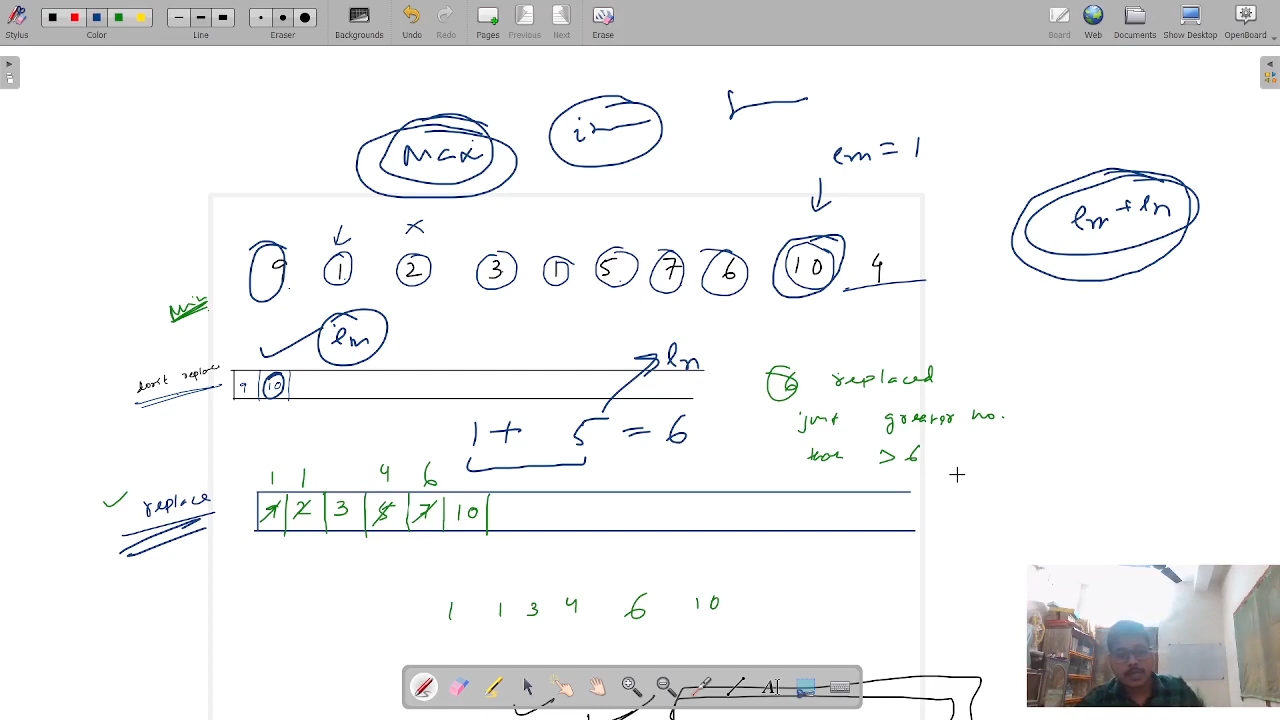 Stylus Color Line Eraser Backgrounds Undo Redo Pages Previous Next Erase Board Web Documents Show Desktop OpenBoard
Max
lm = 1
lm + ln
9 1 2 3 1 5 7 6 10 4
Min
lm
don't replace
9 10
ln
1 + 5 = 6
6 replaced
just greater no.
than > 6
1 1 4 6
replace
9 2 3 5 7 10
1 1 3 4 6 10